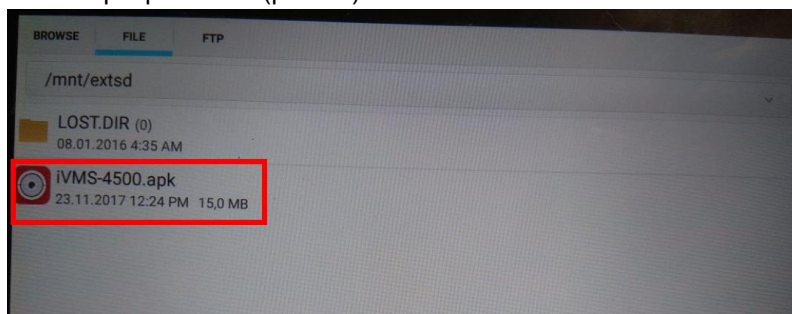 BROWSE FILE FTP
/mnt/extsd
LOST.DIR (0)
08.01.2016 4:35 AM
iVMS-4500.apk
23.11.2017 12:24 PM 15,0 MB